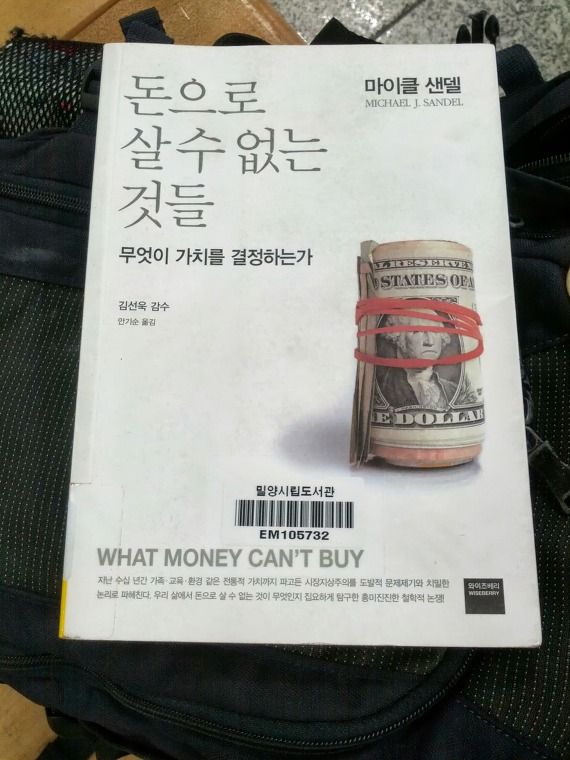 돈으로
살 수 없는
것들
마이클 샌델
MICHAEL J. SANDEL
무엇이 가치를 결정하는가
김선욱 감수
안기순 옮김
L RESERVE
STATES OF A
E DOLLAR
밀양시립도서관
EM105732
WHAT MONEY CAN'T BUY
지난 수십 년간 가족·교육·환경 같은 전통적 가치까지 파고든 시장지상주의를 도발적 문제제기와 치밀한
논리로 파헤친다. 우리 삶에서 돈으로 살 수 없는 것이 무엇인지 집요하게 탐구한 흥미진진한 철학적 논쟁!
와이즈베리
WISEBERRY